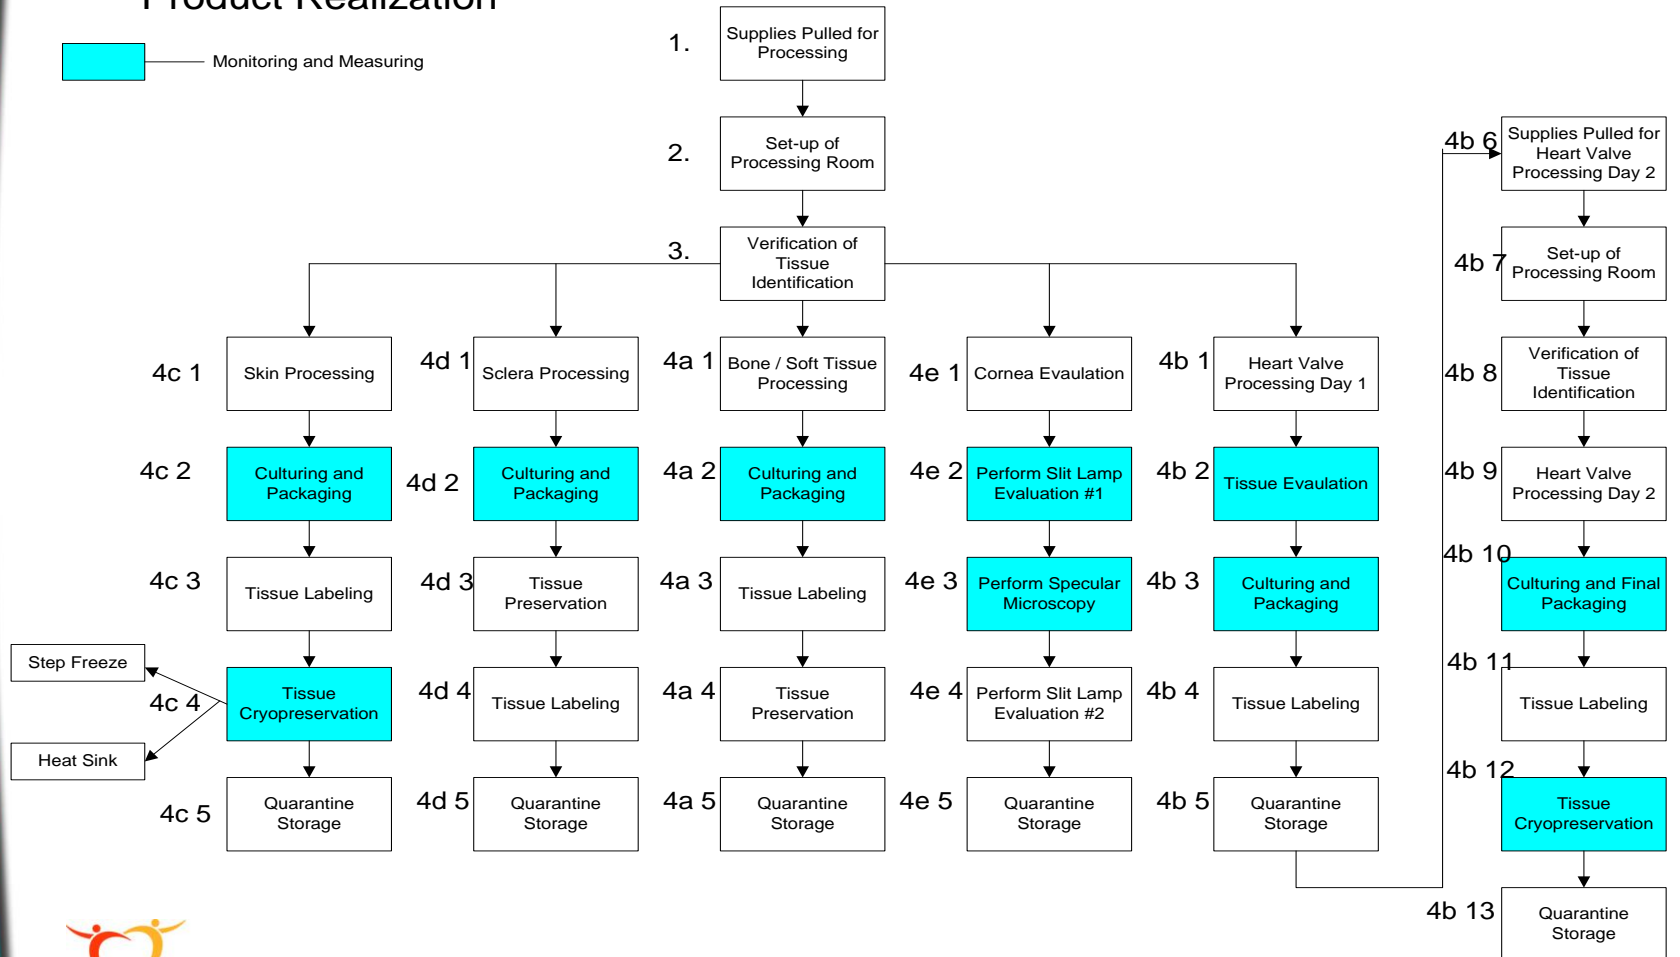 Product Realization
Monitoring and Measuring
1.
Supplies Pulled for
Processing
2.
Set-up of
Processing Room
3.
Verification of
Tissue
Identification
4c 1
Skin Processing
4c 2
Culturing and
Packaging
4c 3
Tissue Labeling
4c 4
Tissue
Cryopreservation
Step Freeze
Heat Sink
4c 5
Quarantine
Storage
4d 1
Sclera Processing
4d 2
Culturing and
Packaging
4d 3
Tissue
Preservation
4d 4
Tissue Labeling
4d 5
Quarantine
Storage
4a 1
Bone / Soft Tissue
Processing
4a 2
Culturing and
Packaging
4a 3
Tissue Labeling
4a 4
Tissue
Preservation
4a 5
Quarantine
Storage
4e 1
Cornea Evaulation
4e 2
Perform Slit Lamp
Evaluation #1
4e 3
Perform Specular
Microscopy
4e 4
Perform Slit Lamp
Evaluation #2
4e 5
Quarantine
Storage
4b 1
Heart Valve
Processing Day 1
4b 2
Tissue Evaulation
4b 3
Culturing and
Packaging
4b 4
Tissue Labeling
4b 5
Quarantine
Storage
4b 6
Supplies Pulled for
Heart Valve
Processing Day 2
4b 7
Set-up of
Processing Room
4b 8
Verification of
Tissue
Identification
4b 9
Heart Valve
Processing Day 2
4b 10
Culturing and Final
Packaging
4b 11
Tissue Labeling
4b 12
Tissue
Cryopreservation
4b 13
Quarantine
Storage